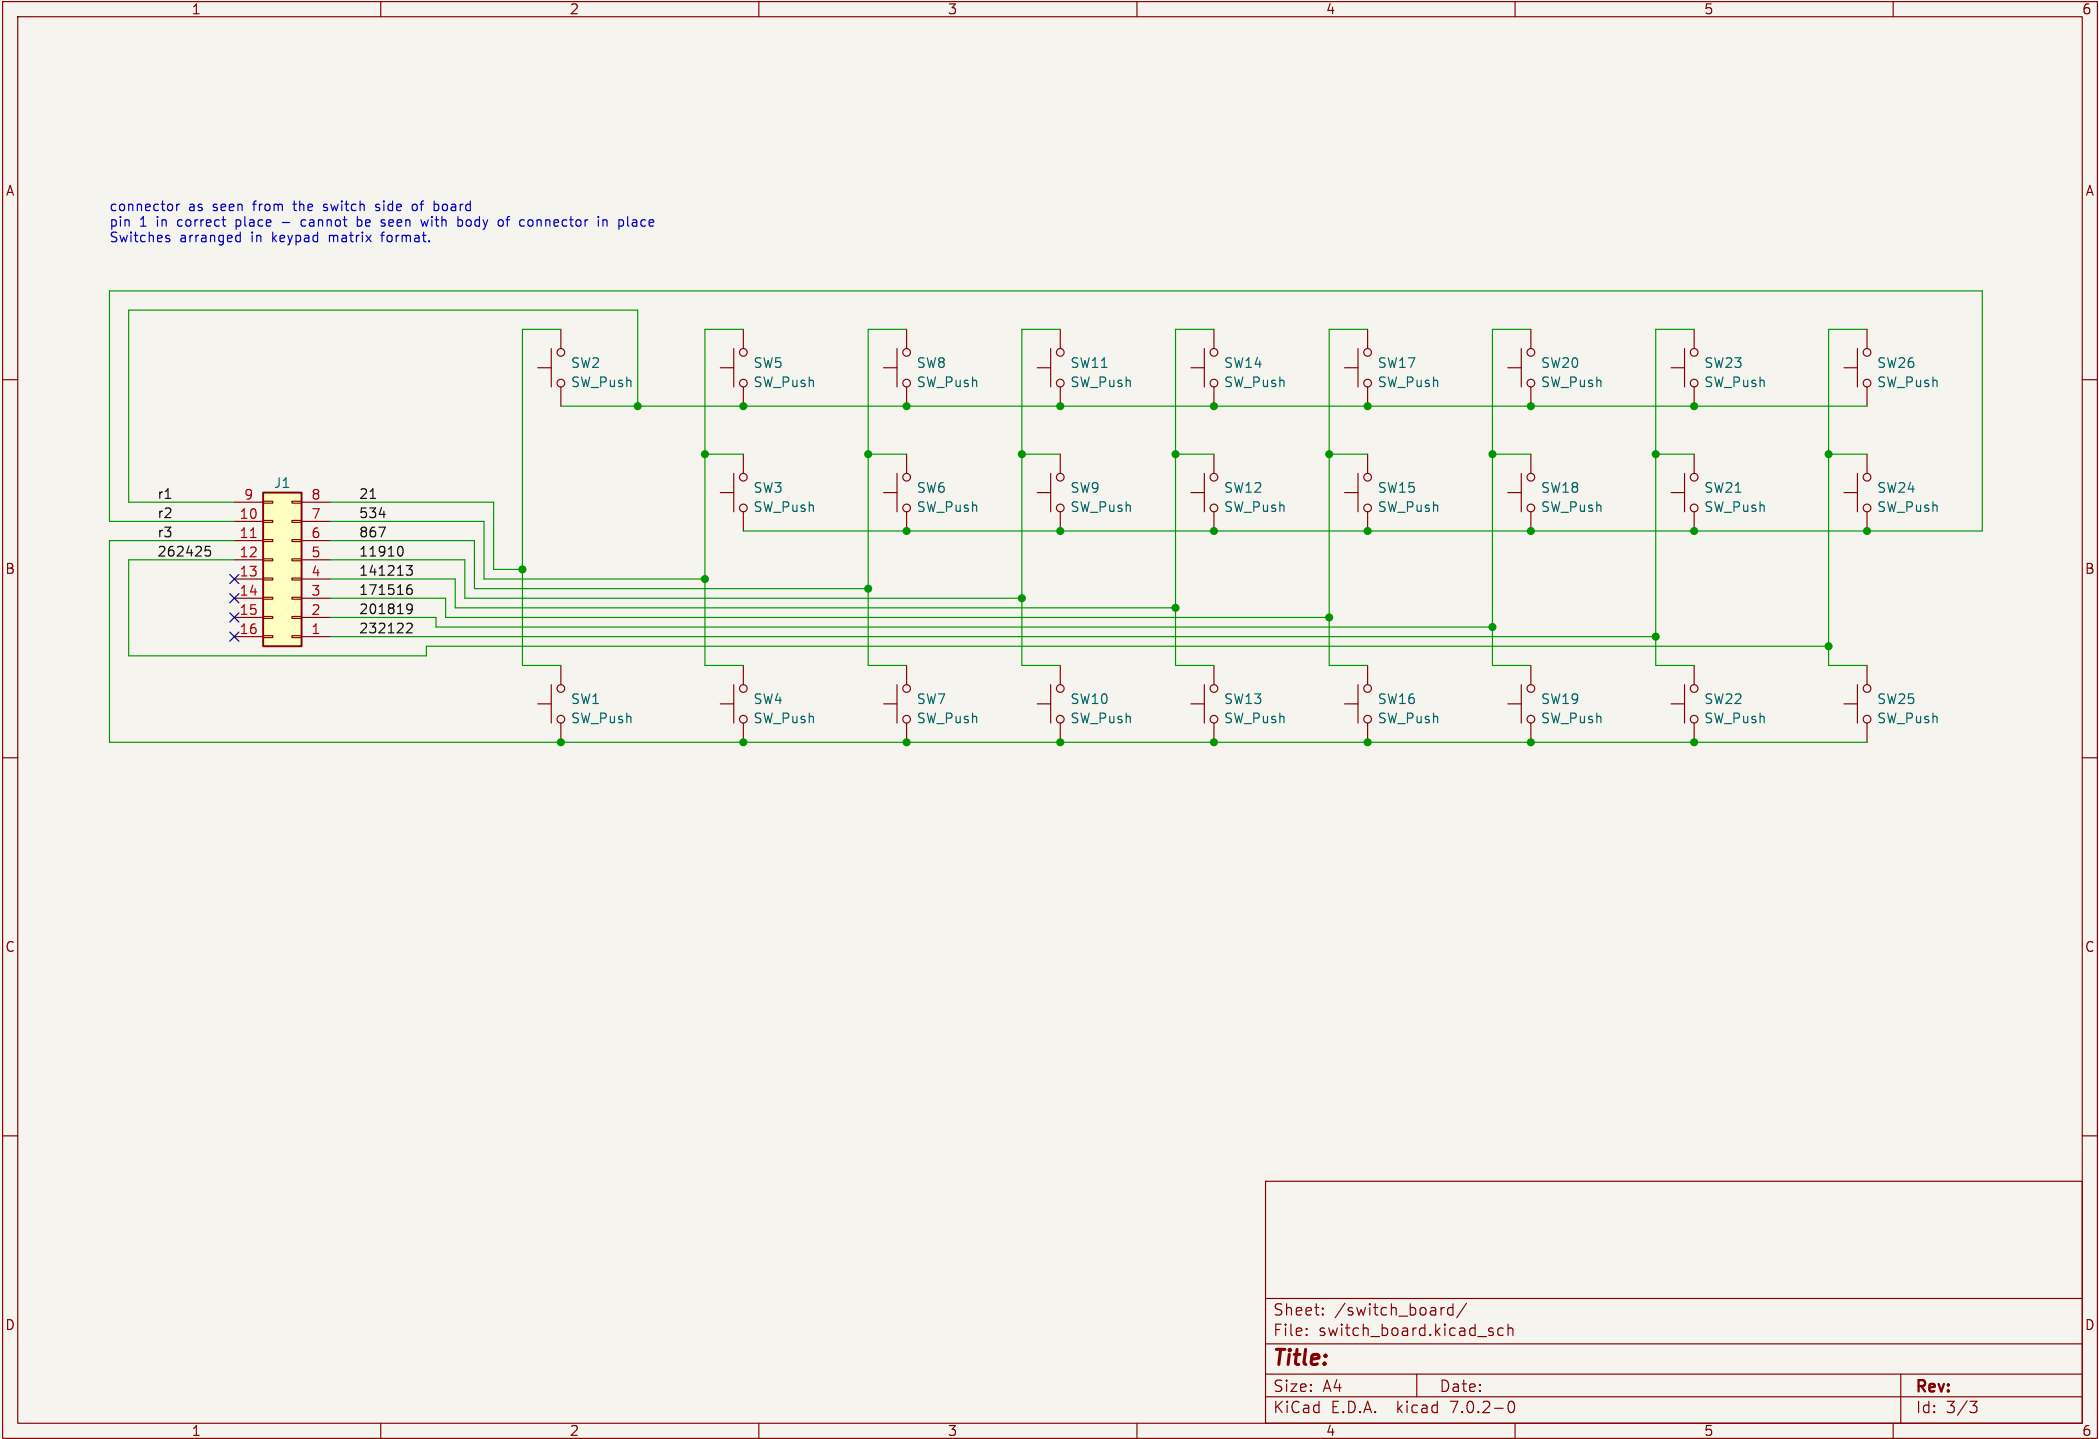 1 2 3 4 5 6
A A
connector as seen from the switch side of board
pin 1 in correct place – cannot be seen with body of connector in place
Switches arranged in keypad matrix format.
SW2 SW5 SW8 SW11 SW14 SW17 SW20 SW23 SW26
SW_Push SW_Push SW_Push SW_Push SW_Push SW_Push SW_Push SW_Push SW_Push
SW3 SW6 SW9 SW12 SW15 SW18 SW21 SW24
SW_Push SW_Push SW_Push SW_Push SW_Push SW_Push SW_Push SW_Push
J1
r1 9 8 21
r2 10 7 534
r3 11 6 867
262425 12 5 11910
B B
13 4 141213
14 3 171516
15 2 201819
16 1 232122
SW1 SW4 SW7 SW10 SW13 SW16 SW19 SW22 SW25
SW_Push SW_Push SW_Push SW_Push SW_Push SW_Push SW_Push SW_Push SW_Push
C C
Sheet: /switch_board/
File: switch_board.kicad_sch
D D
Title:
Size: A4 Date: Rev:
KiCad E.D.A. kicad 7.0.2-0 Id: 3/3
1 2 3 4 5 6